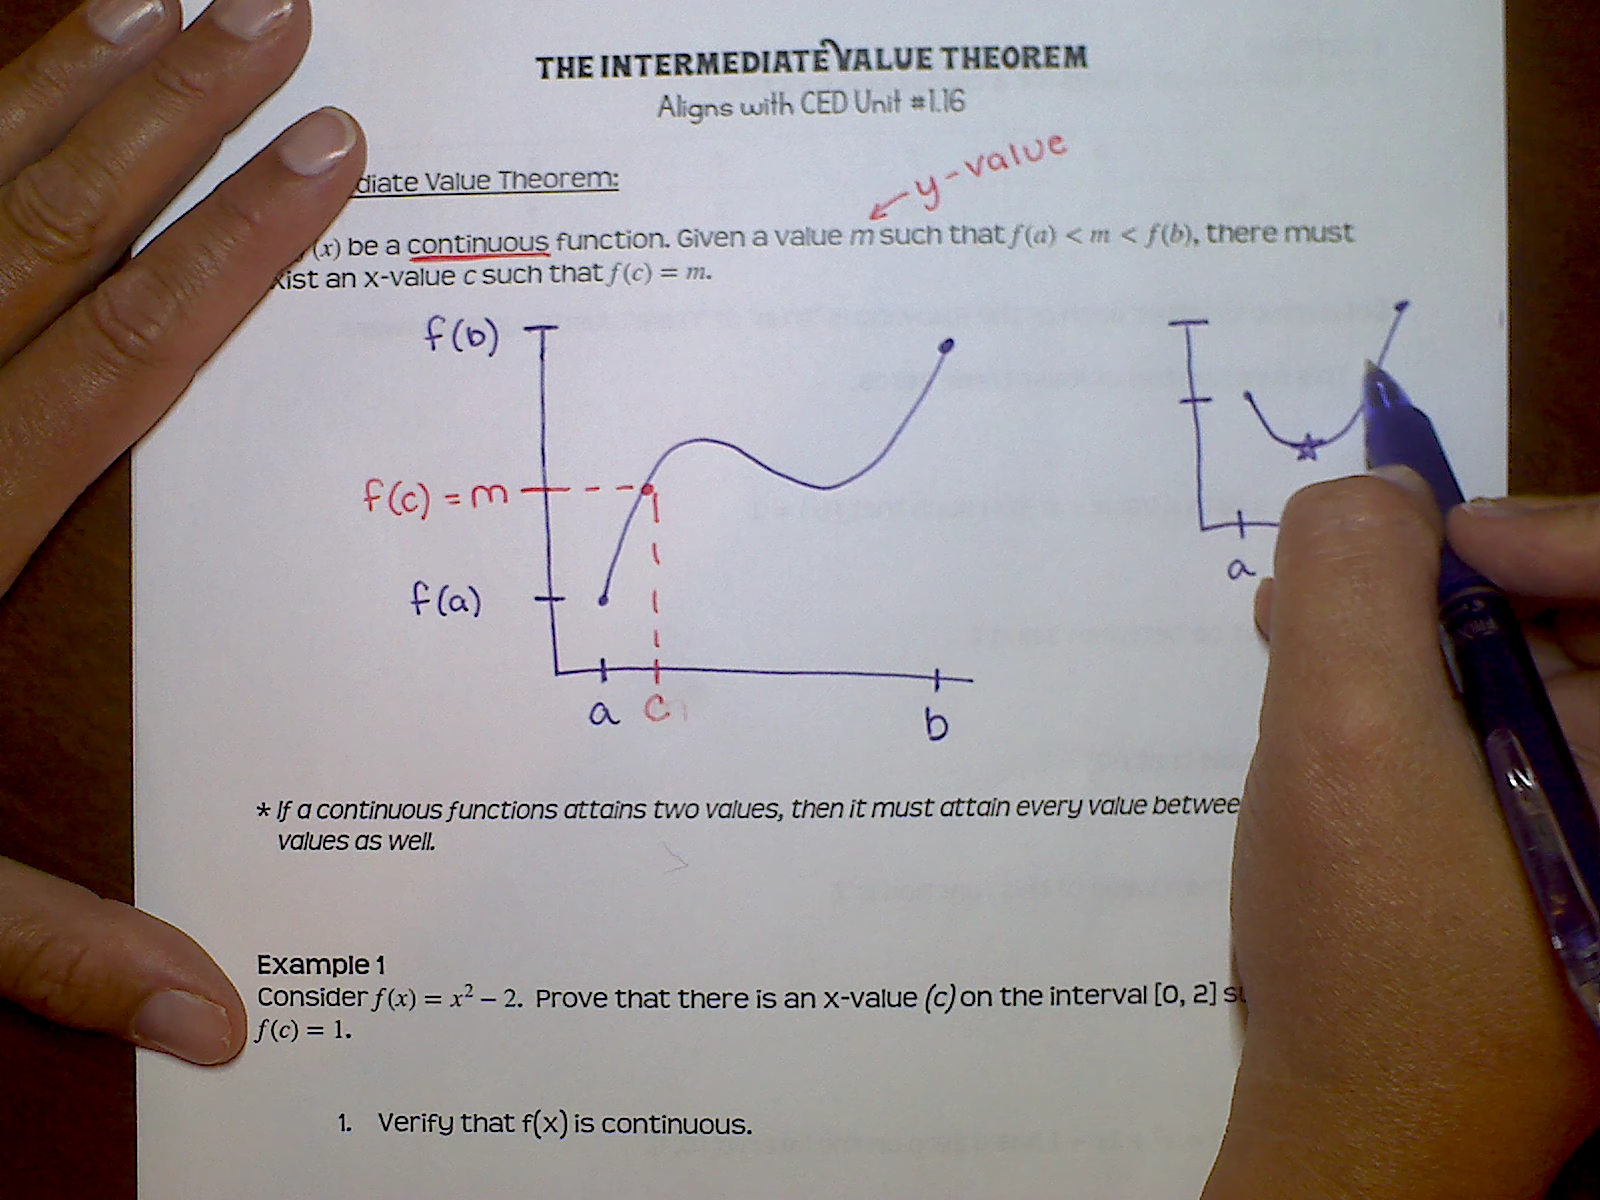 THE INTERMEDIATE VALUE THEOREM
Aligns with CED Unit #1.16
y-value
diate Value Theorem:
(x) be a continuous function. Given a value m such that f(a) < m < f(b), there must
xist an x-value c such that f(c) = m.
f(b)
f(c) = m
f(a)
a c b
a
* If a continuous functions attains two values, then it must attain every value betwee
values as well.
Example 1
Consider f(x) = x² – 2. Prove that there is an x-value (c) on the interval [0, 2]
f(c) = 1.
1. Verify that f(x) is continuous.